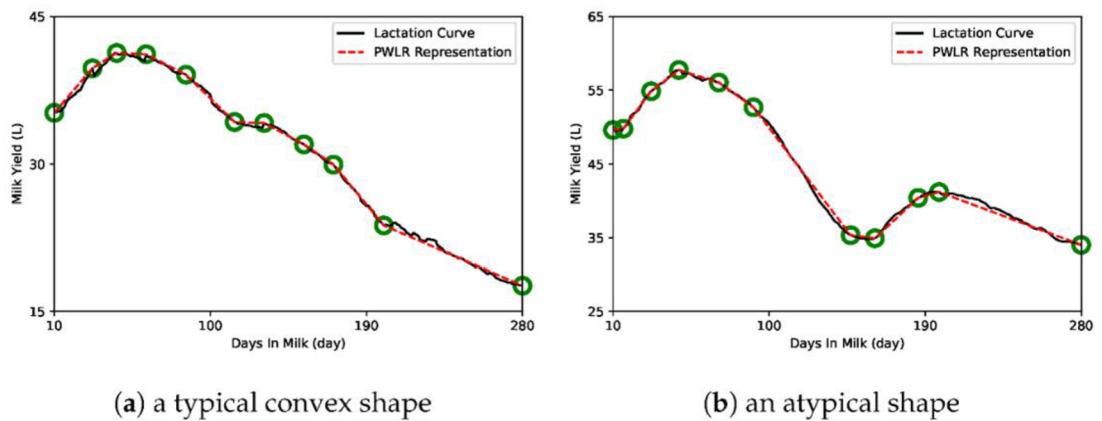 45
30
15
Milk Yield (L)
Lactation Curve
PWLR Representation
10 100 190 280
Days In Milk (day)
(a) a typical convex shape
65
55
45
35
25
Milk Yield (L)
Lactation Curve
PWLR Representation
10 100 190 280
Days In Milk (day)
(b) an atypical shape